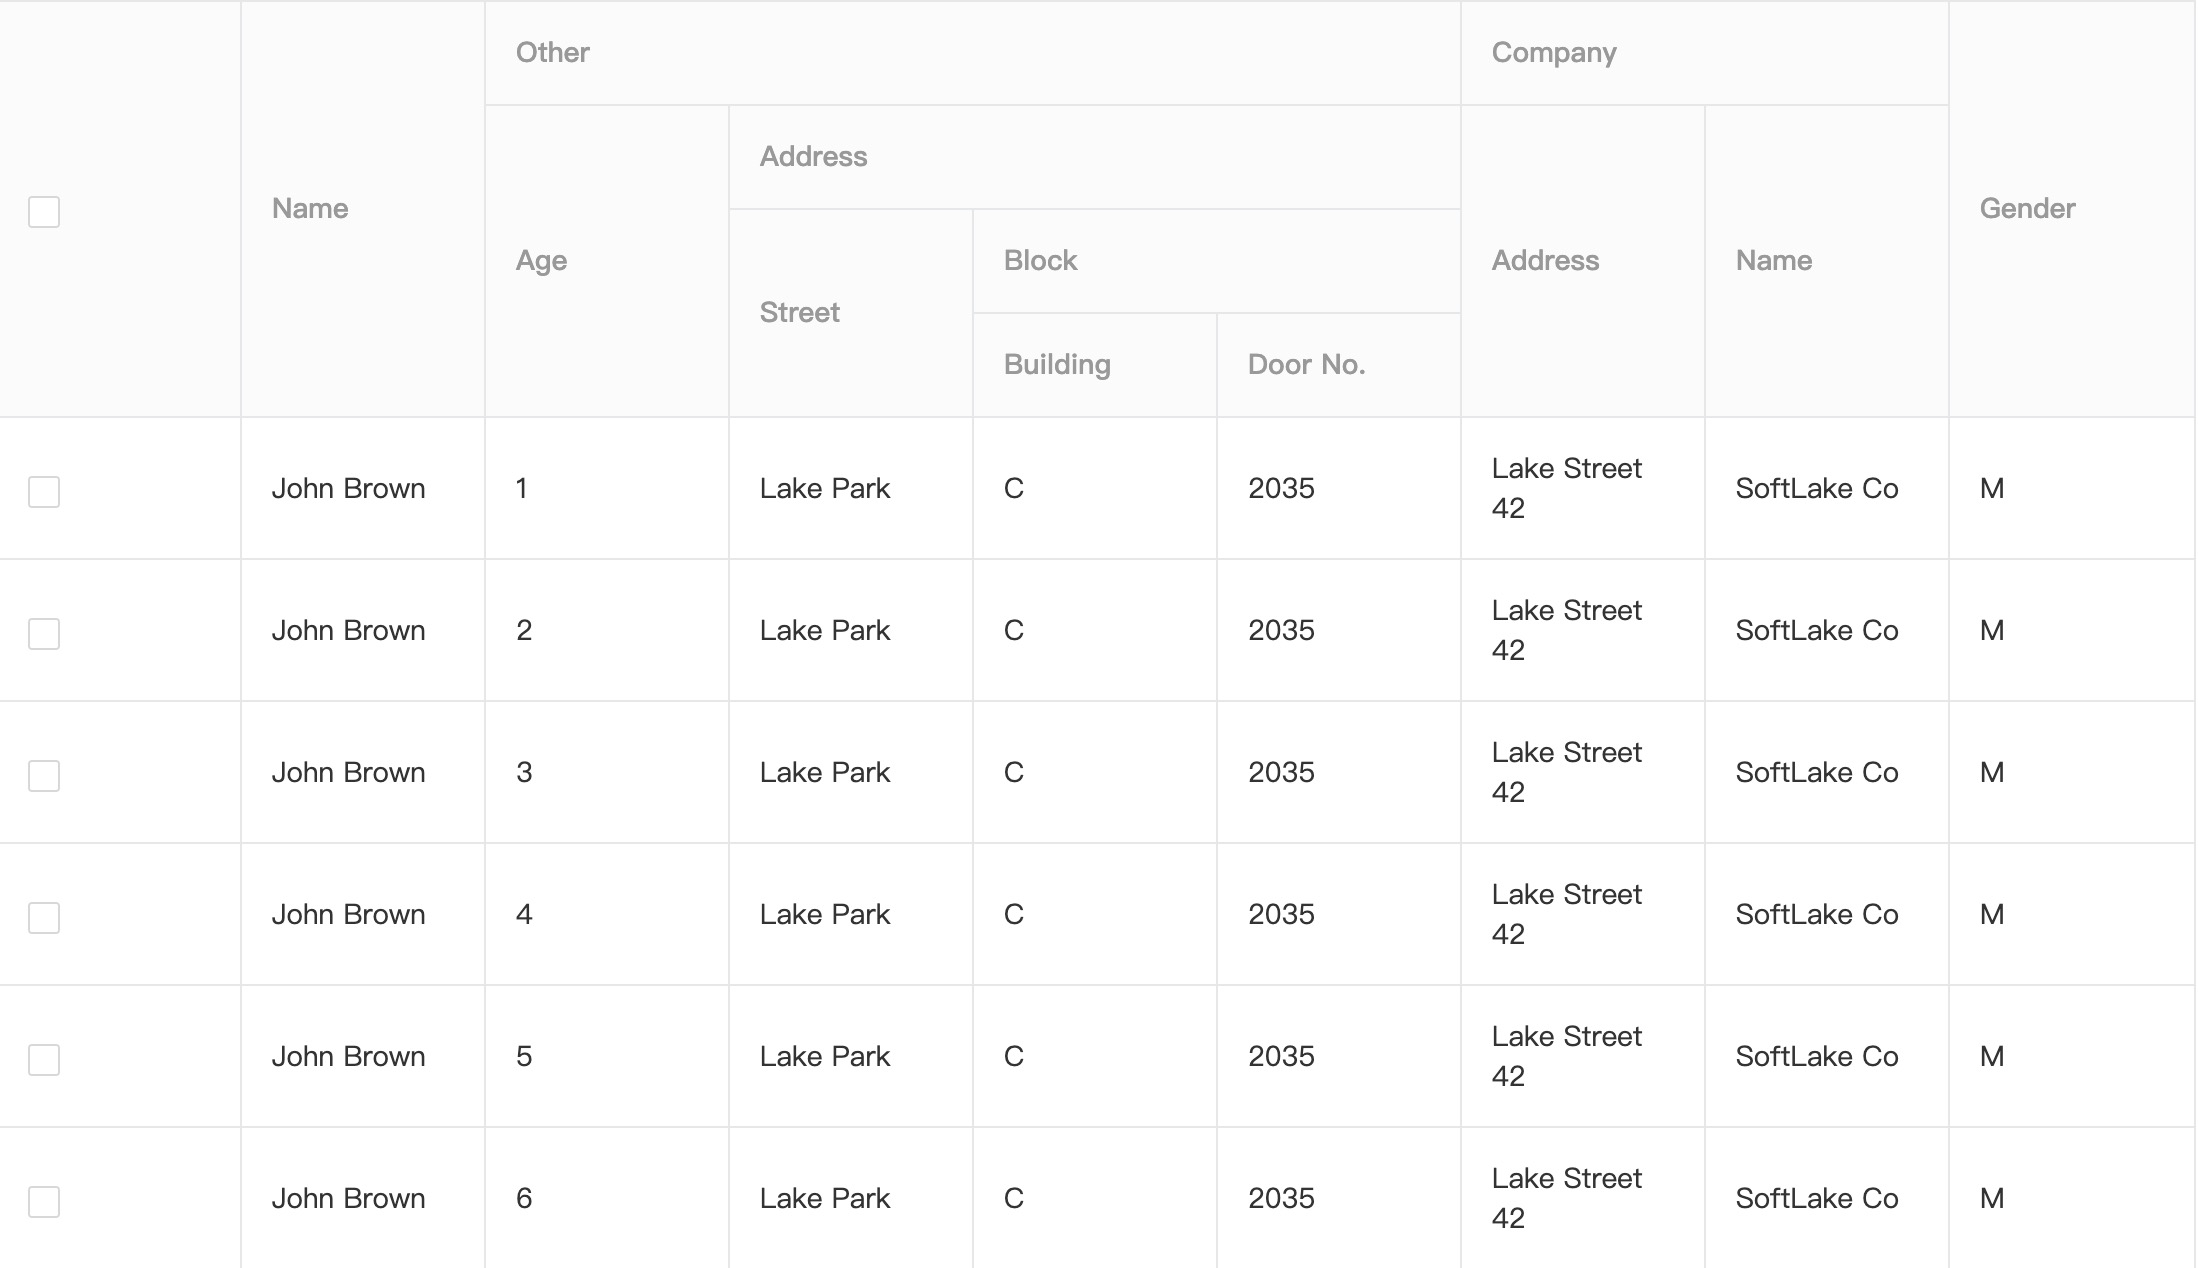 Other
Company
Address
Name
Gender
Age
Block
Address
Name
Street
Building
Door No.
John Brown
1
Lake Park
C
2035
Lake Street
42
SoftLake Co
M
John Brown
2
Lake Park
C
2035
Lake Street
42
SoftLake Co
M
John Brown
3
Lake Park
C
2035
Lake Street
42
SoftLake Co
M
John Brown
4
Lake Park
C
2035
Lake Street
42
SoftLake Co
M
John Brown
5
Lake Park
C
2035
Lake Street
42
SoftLake Co
M
John Brown
6
Lake Park
C
2035
Lake Street
42
SoftLake Co
M